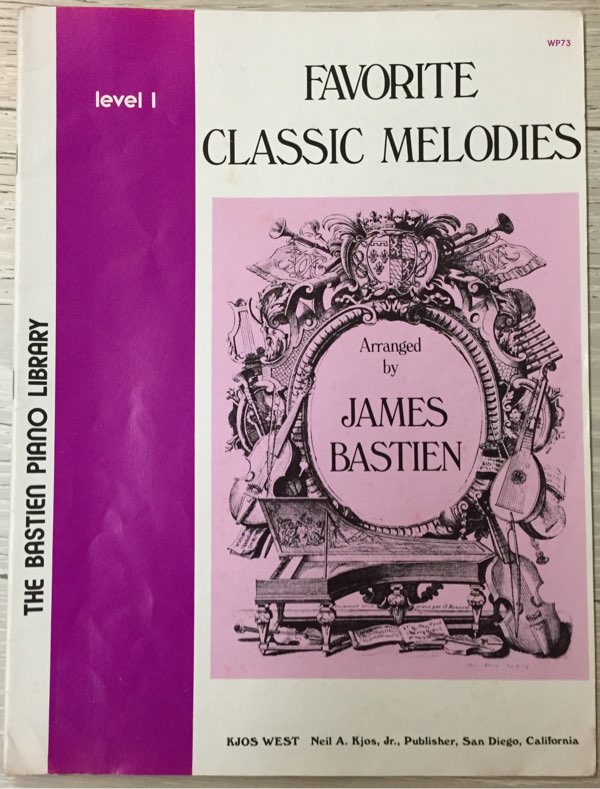 WP73
level 1
FAVORITE
CLASSIC MELODIES
Arranged
by
JAMES
BASTIEN
THE BASTIEN PIANO LIBRARY
KJOS WEST Neil A. Kjos, Jr., Publisher, San Diego, California